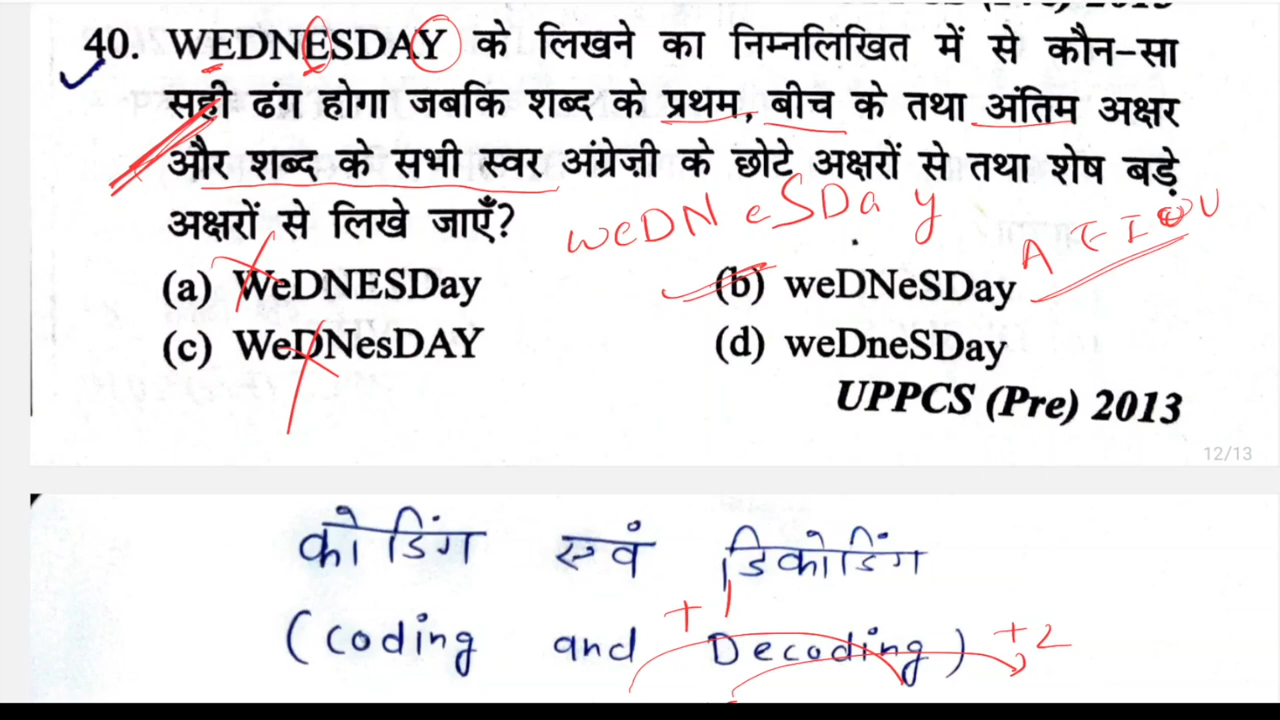 40. WEDNESDAY के लिखने का निम्नलिखित में से कौन-सा
सही ढंग होगा जबकि शब्द के प्रथम, बीच के तथा अंतिम अक्षर
और शब्द के सभी स्वर अंग्रेज़ी के छोटे अक्षरों से तथा शेष बड़े
अक्षरों से लिखे जाएँ?
weDNeSDay
A E I O U
(a) WeDNESDay (b) weDNeSDay
(c) WeDNesDAY (d) weDneSDay
UPPCS (Pre) 2013
12/13
कोडिंग एवं डिकोडिंग
+1
(Coding and Decoding)
+2